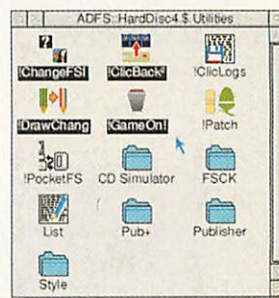 ADFS::HardDisc4.$.Utilities
!ChangeFSI !ClicBack !ClicLogs
!DrawChang !GameOn! !Patch
!PocketFS CD Simulator FSCK
List Pub+ Publisher
Style